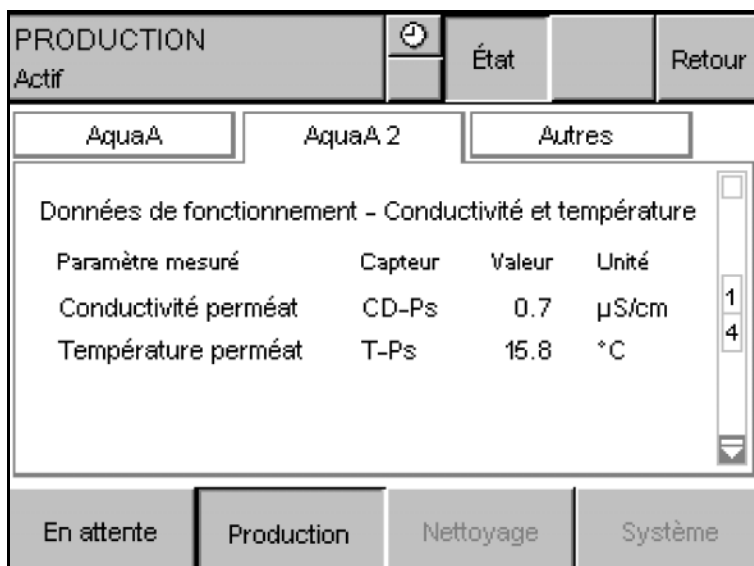 PRODUCTION
Actif
État
Retour
AquaA
AquaA 2
Autres
Données de fonctionnement - Conductivité et température
Paramètre mesuré Capteur Valeur Unité
Conductivité perméat CD-Ps 0.7 µS/cm
Température perméat T-Ps 15.8 °C
1
4
En attente
Production
Nettoyage
Système